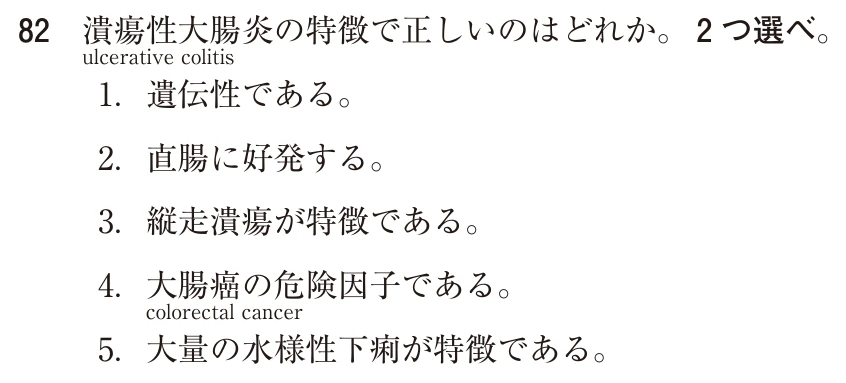 82 潰瘍性大腸炎の特徴で正しいのはどれか。2つ選べ。
ulcerative colitis
1. 遺伝性である。
2. 直腸に好発する。
3. 縦走潰瘍が特徴である。
4. 大腸癌の危険因子である。
colorectal cancer
5. 大量の水様性下痢が特徴である。